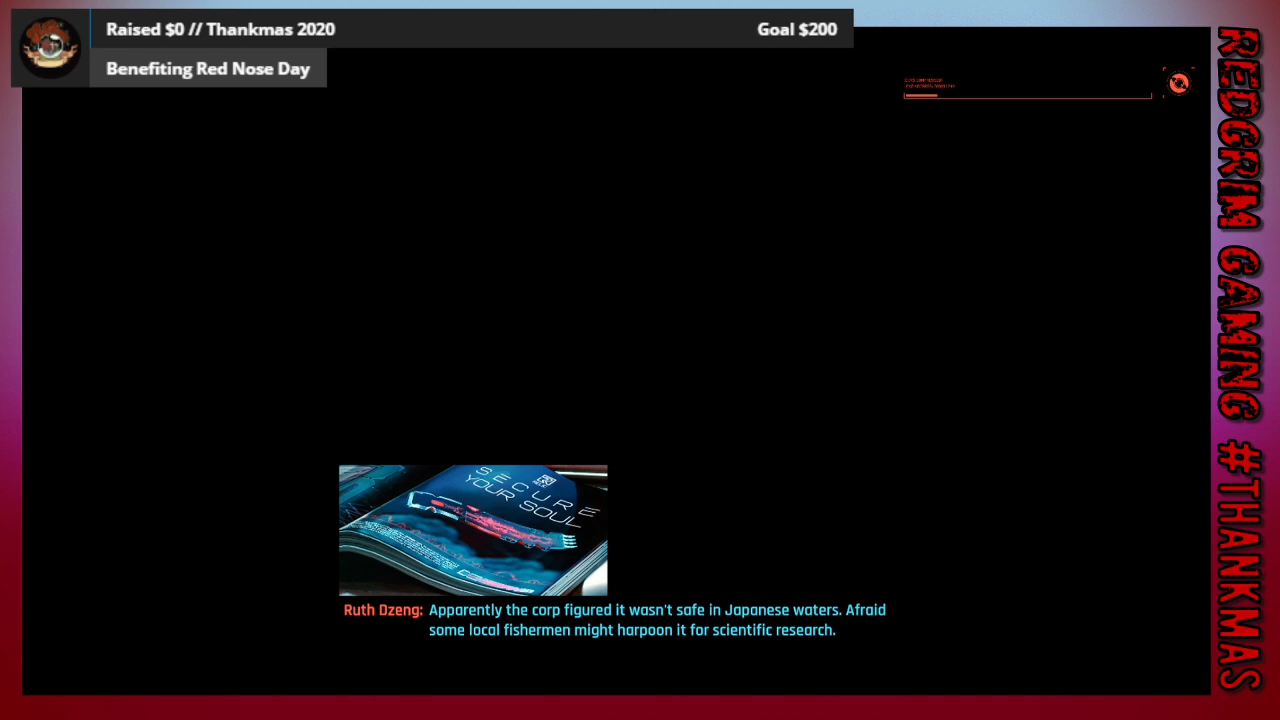 Raised $0 // Thankmas 2020
Goal $200
Benefiting Red Nose Day
SECURE
YOUR SOUL
Ruth Dzeng: Apparently the corp figured it wasn't safe in Japanese waters. Afraid
some local fishermen might harpoon it for scientific research.
REDGRIM GAMING #THANKMAS